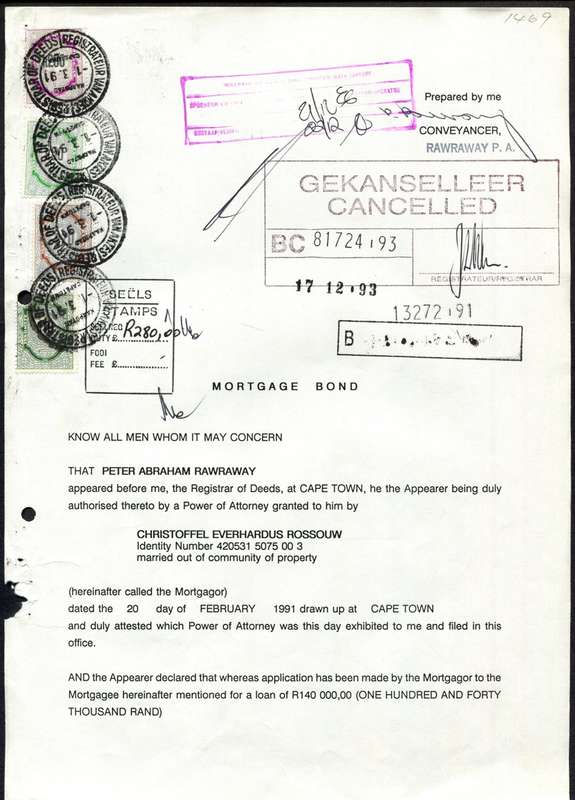 1469
Prepared by me
CONVEYANCER,
RAWRAWAY P. A.
GEKANSELLEER
CANCELLED
BC 81724/93
REGISTRATEUR/REGISTRAR
17 12.93
13272/91
B
SEËLS
STAMPS
R280,00
FOOI
FEE £
MORTGAGE BOND
KNOW ALL MEN WHOM IT MAY CONCERN
THAT PETER ABRAHAM RAWRAWAY
appeared before me, the Registrar of Deeds, at CAPE TOWN, he the Appearer being duly
authorised thereto by a Power of Attorney granted to him by
CHRISTOFFEL EVERHARDUS ROSSOUW
Identity Number 420531 5075 00 3
married out of community of property
(hereinafter called the Mortgagor)
dated the 20 day of FEBRUARY 1991 drawn up at CAPE TOWN
and duly attested which Power of Attorney was this day exhibited to me and filed in this
office.
AND the Appearer declared that whereas application has been made by the Mortgagor to the
Mortgagee hereinafter mentioned for a loan of R140 000,00 (ONE HUNDRED AND FORTY
THOUSAND RAND)